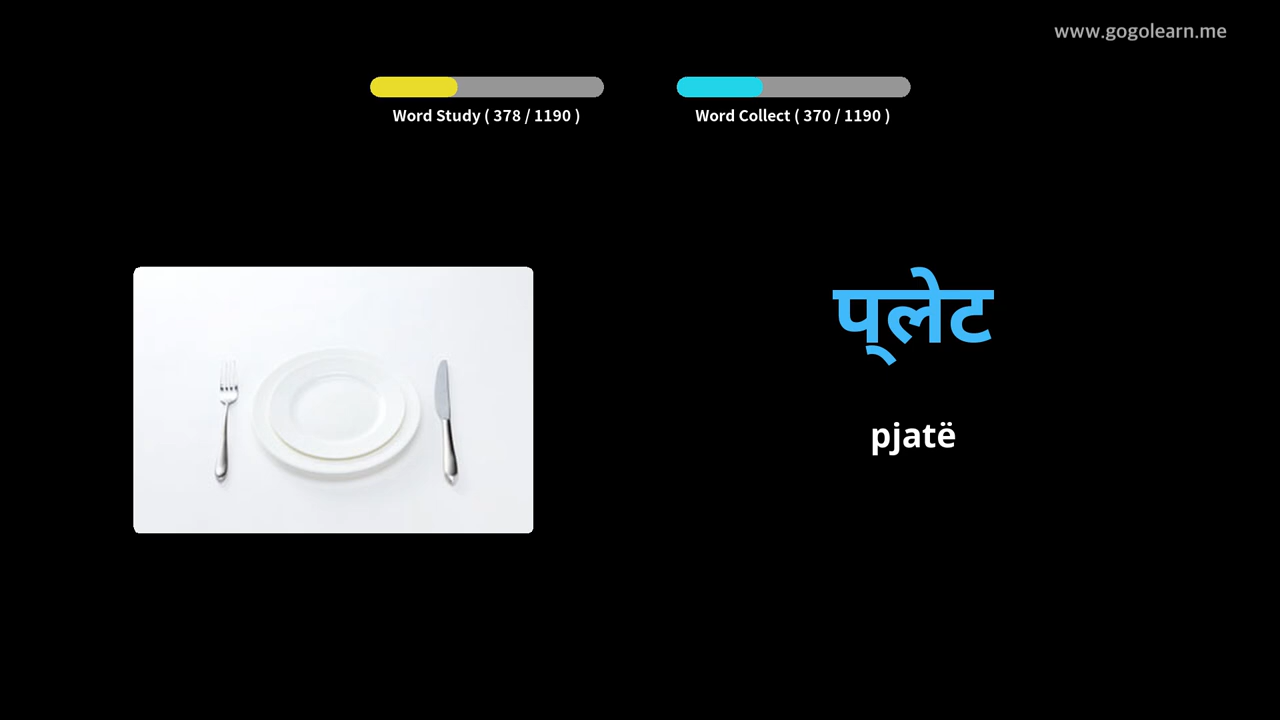 www.gogolearn.me
Word Study ( 378 / 1190 )
Word Collect ( 370 / 1190 )
प्लेट
pjatë